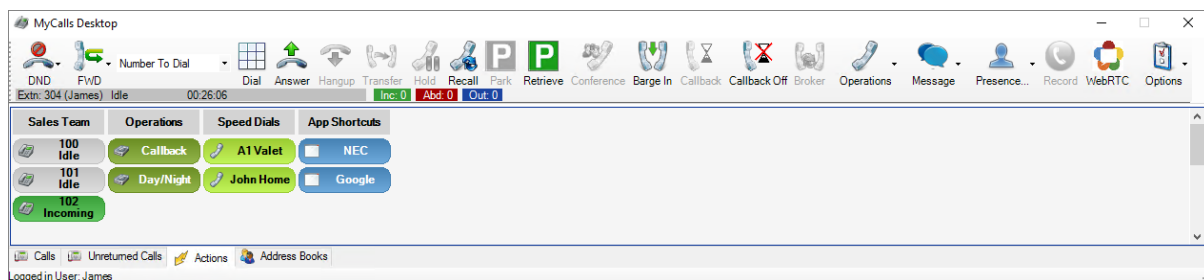 MyCalls Desktop
Number To Dial
DND FWD Dial Answer Hangup Transfer Hold Recall Park Retrieve Conference Barge In Callback Callback Off Broker Operations Message Presence... Record WebRTC Options
Extn: 304 (James) Idle 00:26:06 Inc: 0 Abd: 0 Out: 0
Sales Team Operations Speed Dials App Shortcuts
100
Idle
Callback A1 Valet NEC
101
Idle
Day/Night John Home Google
102
Incoming
Calls Unreturned Calls Actions Address Books
Logged in User: James